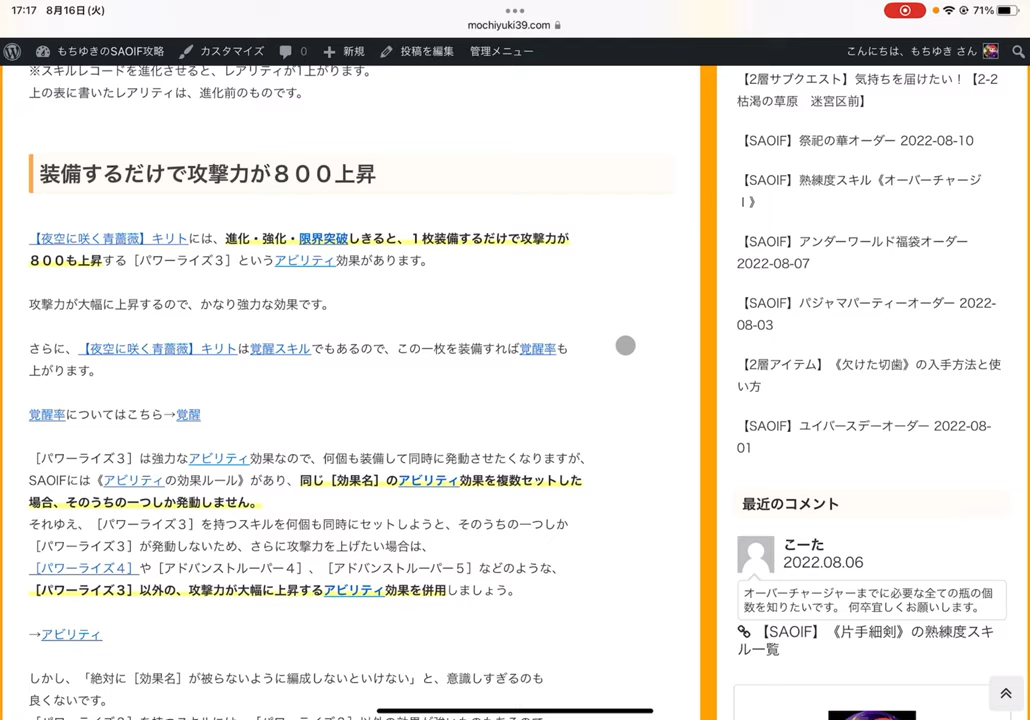 17:17 8月16日(火)
mochiyuki39.com
71%
もちゆきのSAOIF攻略 カスタマイズ 0 新規 投稿を編集 管理メニュー
こんにちは、もちゆき さん
※スキルレコードを進化させると、レアリティが1上がります。
上の表に書いたレアリティは、進化前のものです。
装備するだけで攻撃力が８００上昇
【夜空に咲く青薔薇】キリトには、進化・強化・限界突破しきると、１枚装備するだけで攻撃力が
８００も上昇する［パワーライズ３］というアビリティ効果があります。
攻撃力が大幅に上昇するので、かなり強力な効果です。
さらに、【夜空に咲く青薔薇】キリトは覚醒スキルでもあるので、この一枚を装備すれば覚醒率も
上がります。
覚醒率についてはこちら→覚醒
［パワーライズ３］は強力なアビリティ効果なので、何個も装備して同時に発動させたくなりますが、
SAOIFには《アビリティの効果ルール》があり、同じ［効果名］のアビリティ効果を複数セットした
場合、そのうちの一つしか発動しません。
それゆえ、［パワーライズ３］を持つスキルを何個も同時にセットしようと、そのうちの一つしか
［パワーライズ３］が発動しないため、さらに攻撃力を上げたい場合は、
［パワーライズ４］や［アドバンストルーパー４］、［アドバンストルーパー５］などのような、
［パワーライズ３］以外の、攻撃力が大幅に上昇するアビリティ効果を併用しましょう。
→アビリティ
しかし、「絶対に［効果名］が被らないように編成しないといけない」と、意識しすぎるのも
良くないです。
【2層サブクエスト】気持ちを届けたい！【2-2
枯渇の草原　迷宮区前】
【SAOIF】祭祀の華オーダー 2022-08-10
【SAOIF】熟練度スキル《オーバーチャージ
Ⅰ》
【SAOIF】アンダーワールド福袋オーダー
2022-08-07
【SAOIF】パジャマパーティーオーダー 2022-
08-03
【2層アイテム】《欠けた切歯》の入手方法と使
い方
【SAOIF】ユイバースデーオーダー 2022-08-
01
最近のコメント
こーた
2022.08.06
オーバーチャージャーまでに必要な全ての瓶の個
数を知りたいです。 何卒宜しくお願いします。
【SAOIF】《片手細剣》の熟練度スキ
ル一覧